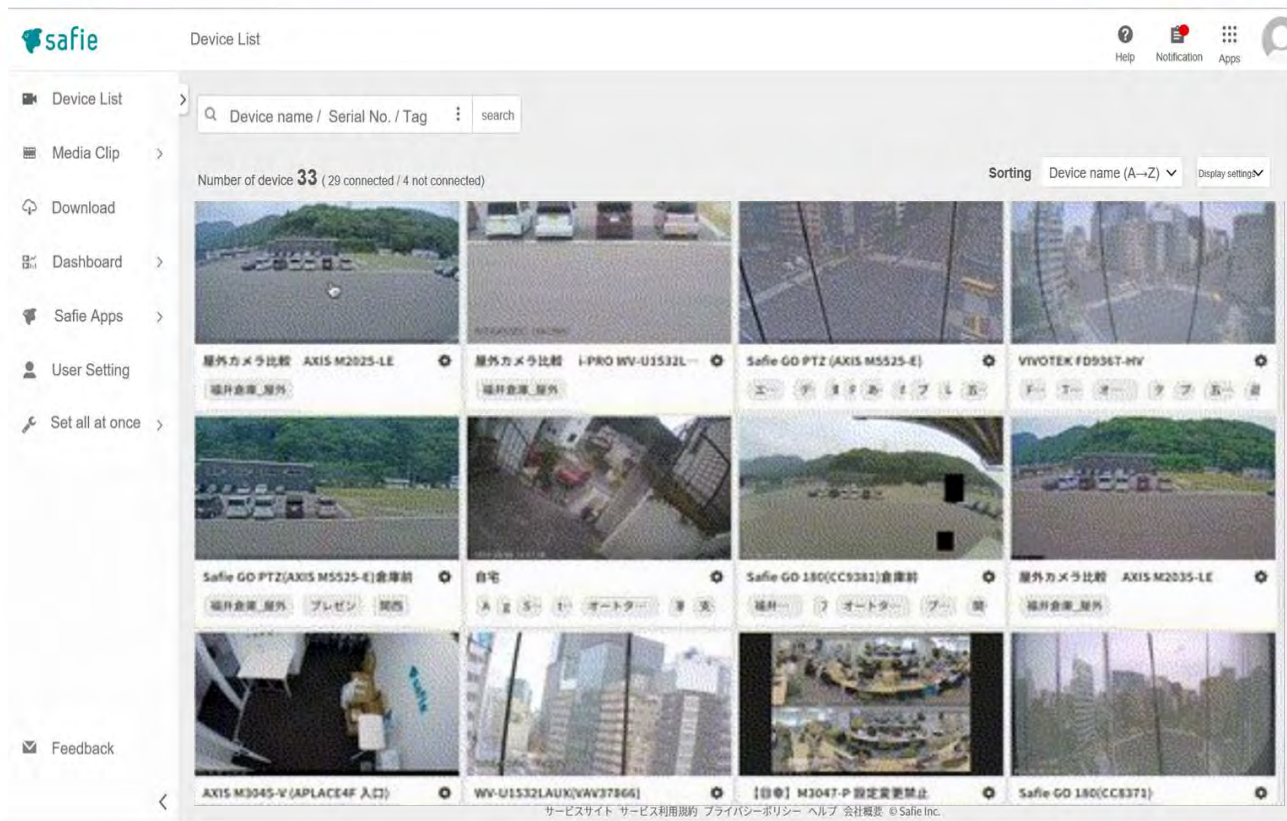 safie
Device List
Help
Notification
Apps
Device List
Media Clip
Download
Dashboard
Safie Apps
User Setting
Set all at once
Feedback
Device name / Serial No. / Tag
search
Number of device 33 ( 29 connected / 4 not connected)
Sorting
Device name (A→Z)
Display settings
屋外カメラ比較 AXIS M2025-LE
屋外カメラ比較 i-PRO WV-U1532L…
Safie GO PTZ (AXIS M5525-E)
VIVOTEK FD936T-HV
福井倉庫_屋外
福井倉庫_屋外
Safie GO PTZ(AXIS M5525-E)倉庫前
自宅
Safie GO 180(CC9381)倉庫前
屋外カメラ比較 AXIS M2035-LE
福井倉庫_屋外 プレゼン 関西
オートタ…
福井… オートタ… プ… 関
福井倉庫_屋外
safie
AXIS M3045-V (APLACE4F 入口)
WV-U1532LAUX(VAV37866)
M3047-P 設定変更禁止
Safie GO 180(CC8371)
サービスサイト サービス利用規約 プライバシーポリシー ヘルプ 会社概要 © Safie Inc.